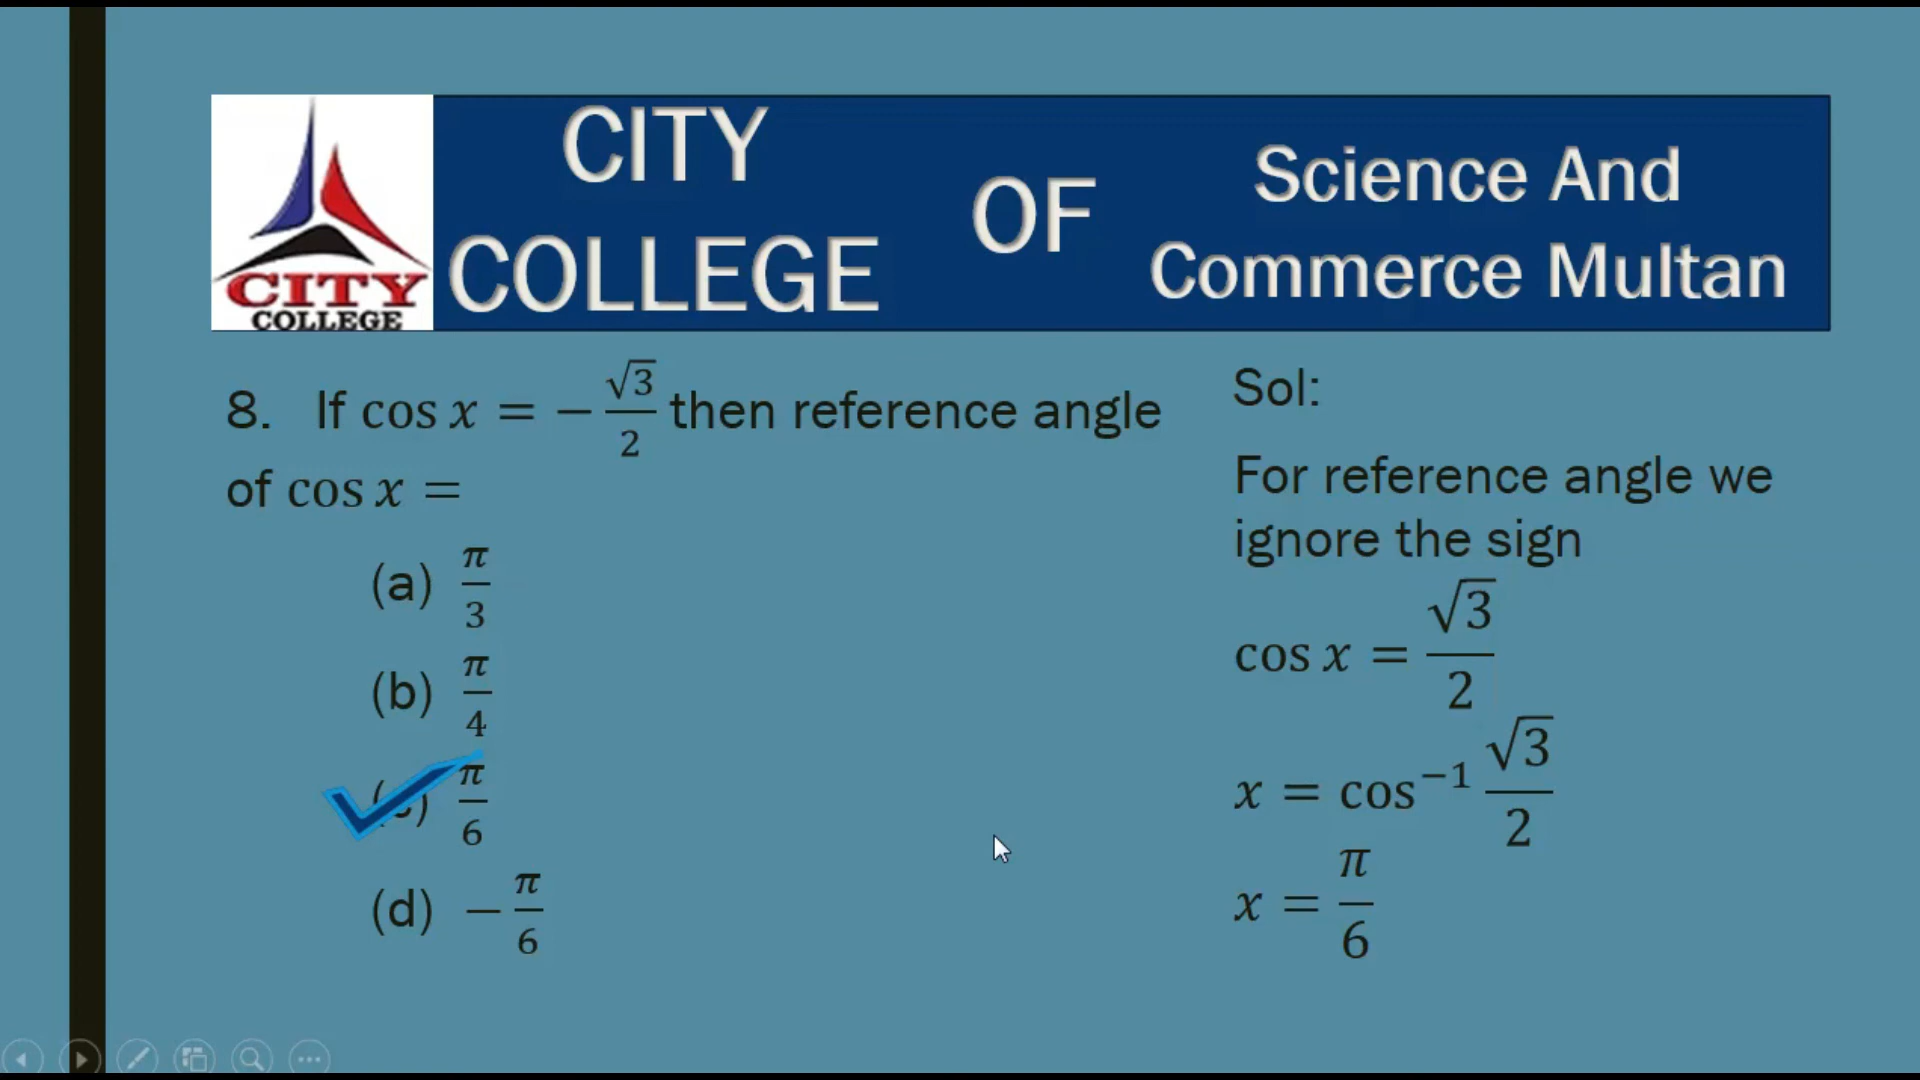 CITY
COLLEGE
CITY
COLLEGE
OF
Science And
Commerce Multan
8. If cos x = −√3/2 then reference angle
of cos x =
(a) π/3
(b) π/4
(c) π/6
(d) −π/6
Sol:
For reference angle we
ignore the sign
cos x = √3/2
x = cos⁻¹ √3/2
x = π/6